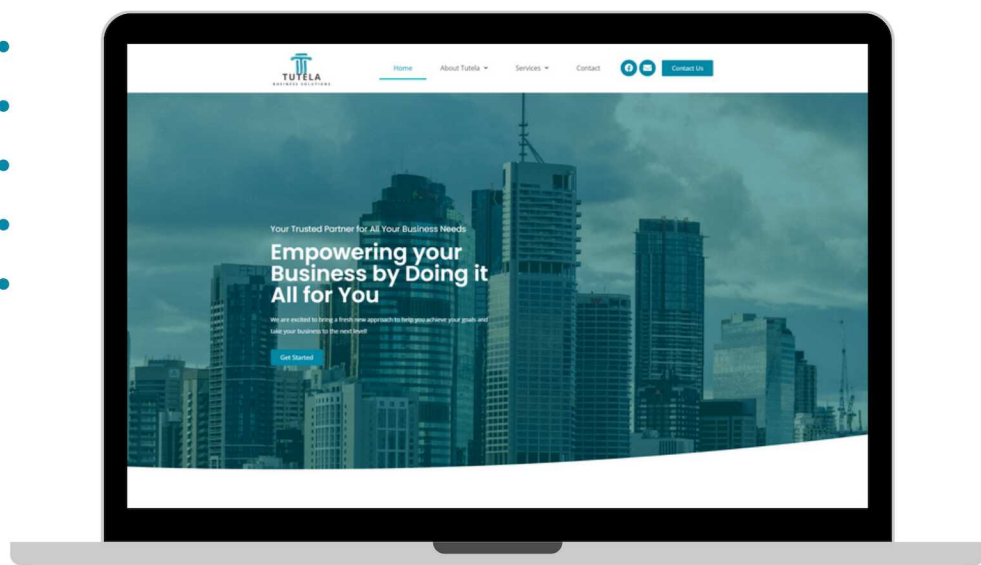 TUTELA
BUSINESS SOLUTIONS
Home
About Tutela
Services
Contact
Contact Us
Your Trusted Partner for All Your Business Needs
Empowering your
Business by Doing it
All for You
We are excited to bring a fresh new approach to help you achieve your goals and
take your business to the next level!
Get Started